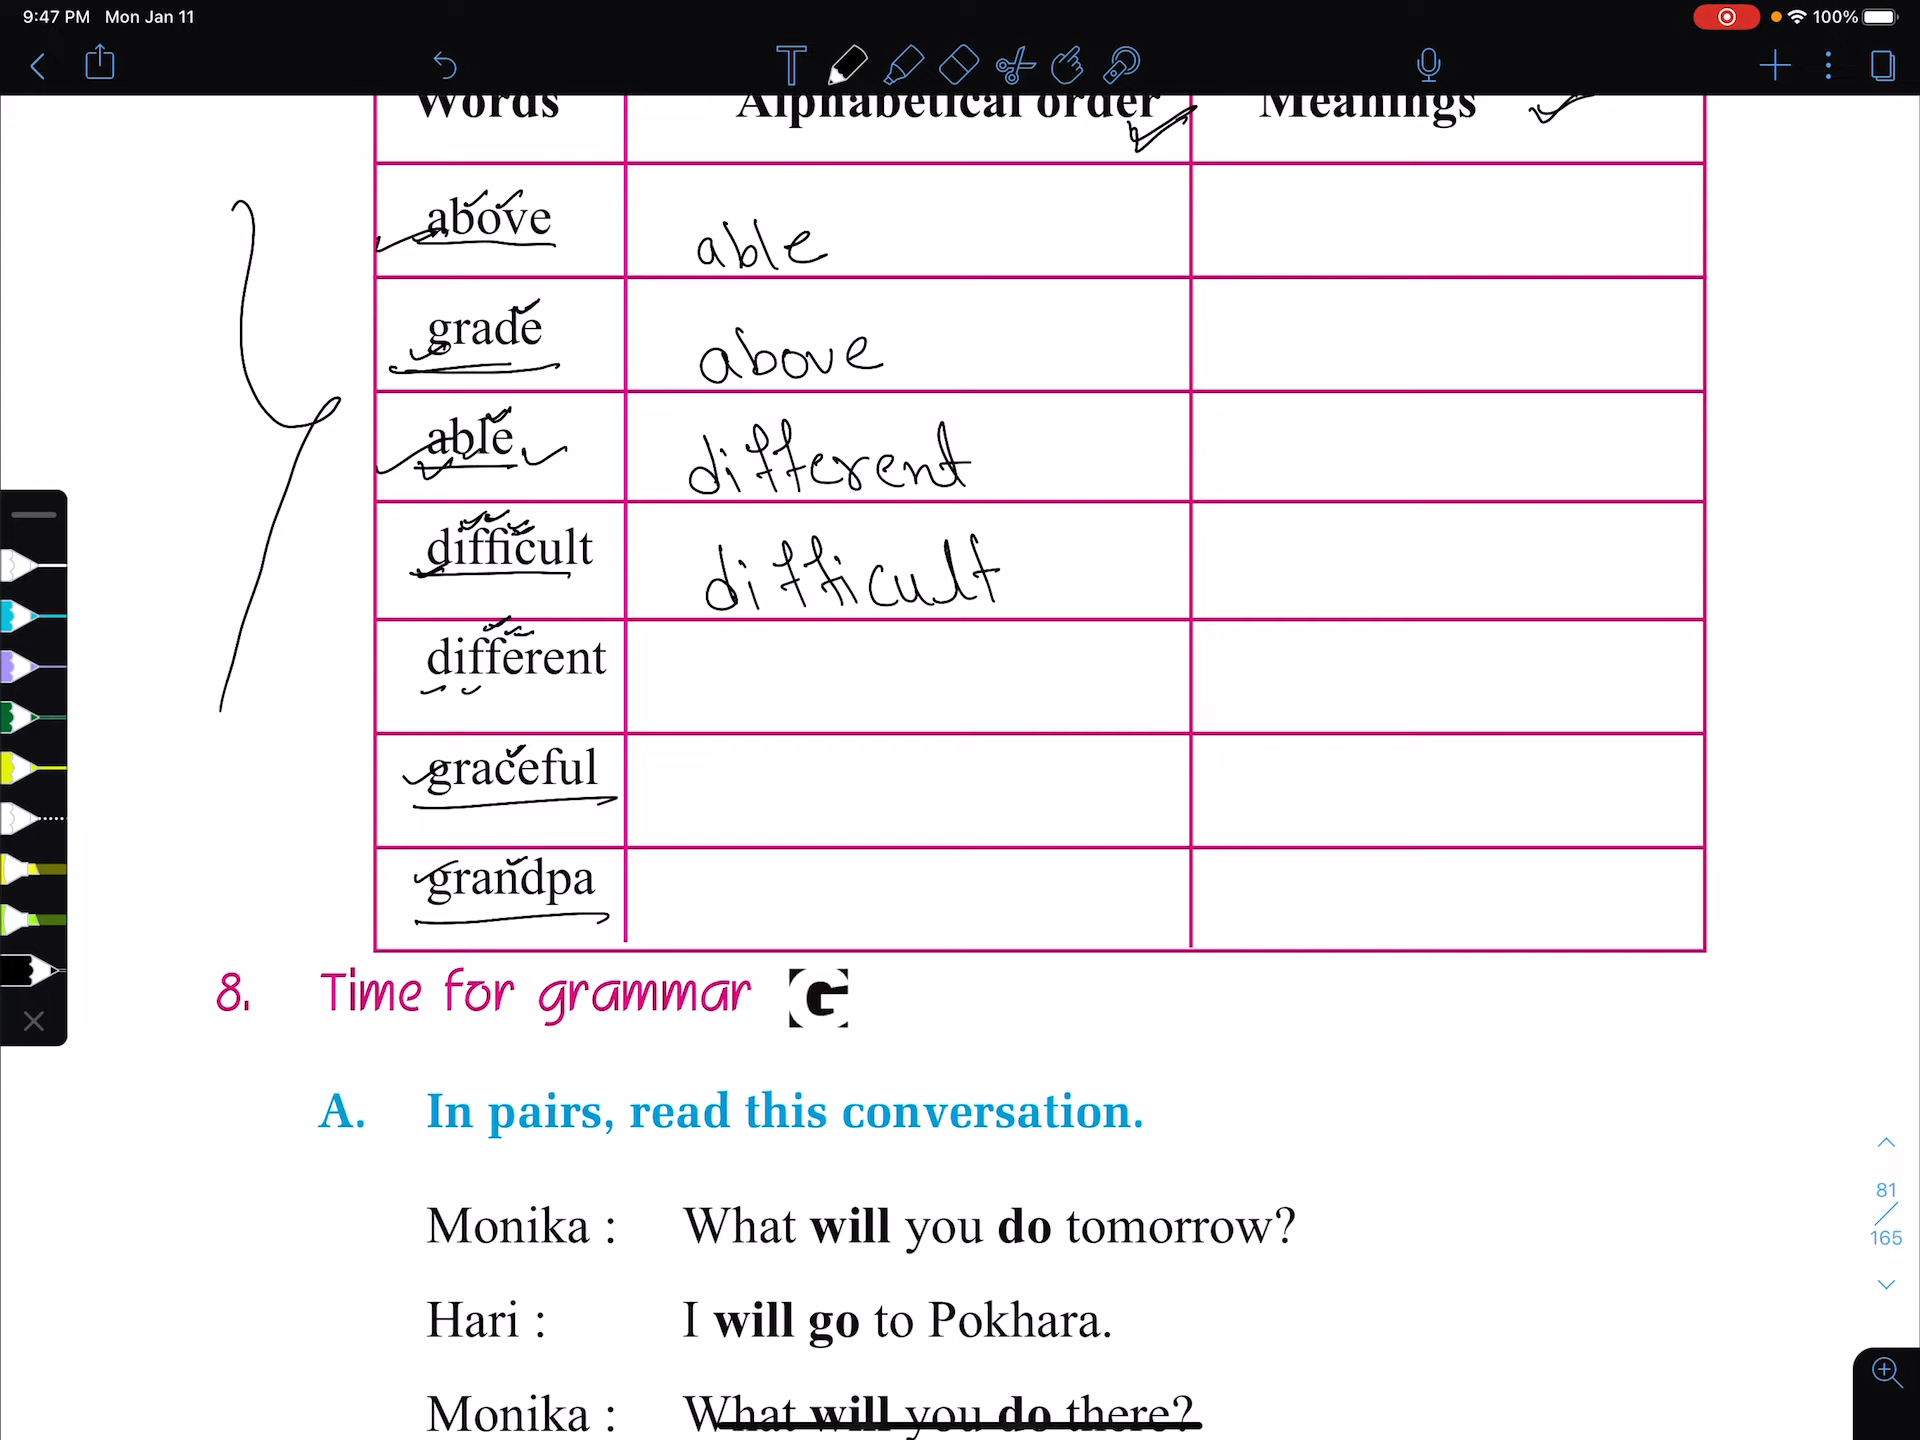 9:47 PM Mon Jan 11 100%
T
Words Alphabetical order Meanings
above able
grade above
able different
difficult difficult
different
graceful
grandpa
8. Time for grammar G
A. In pairs, read this conversation.
81
Monika : What will you do tomorrow?
165
Hari : I will go to Pokhara.
Monika : What will you do there?